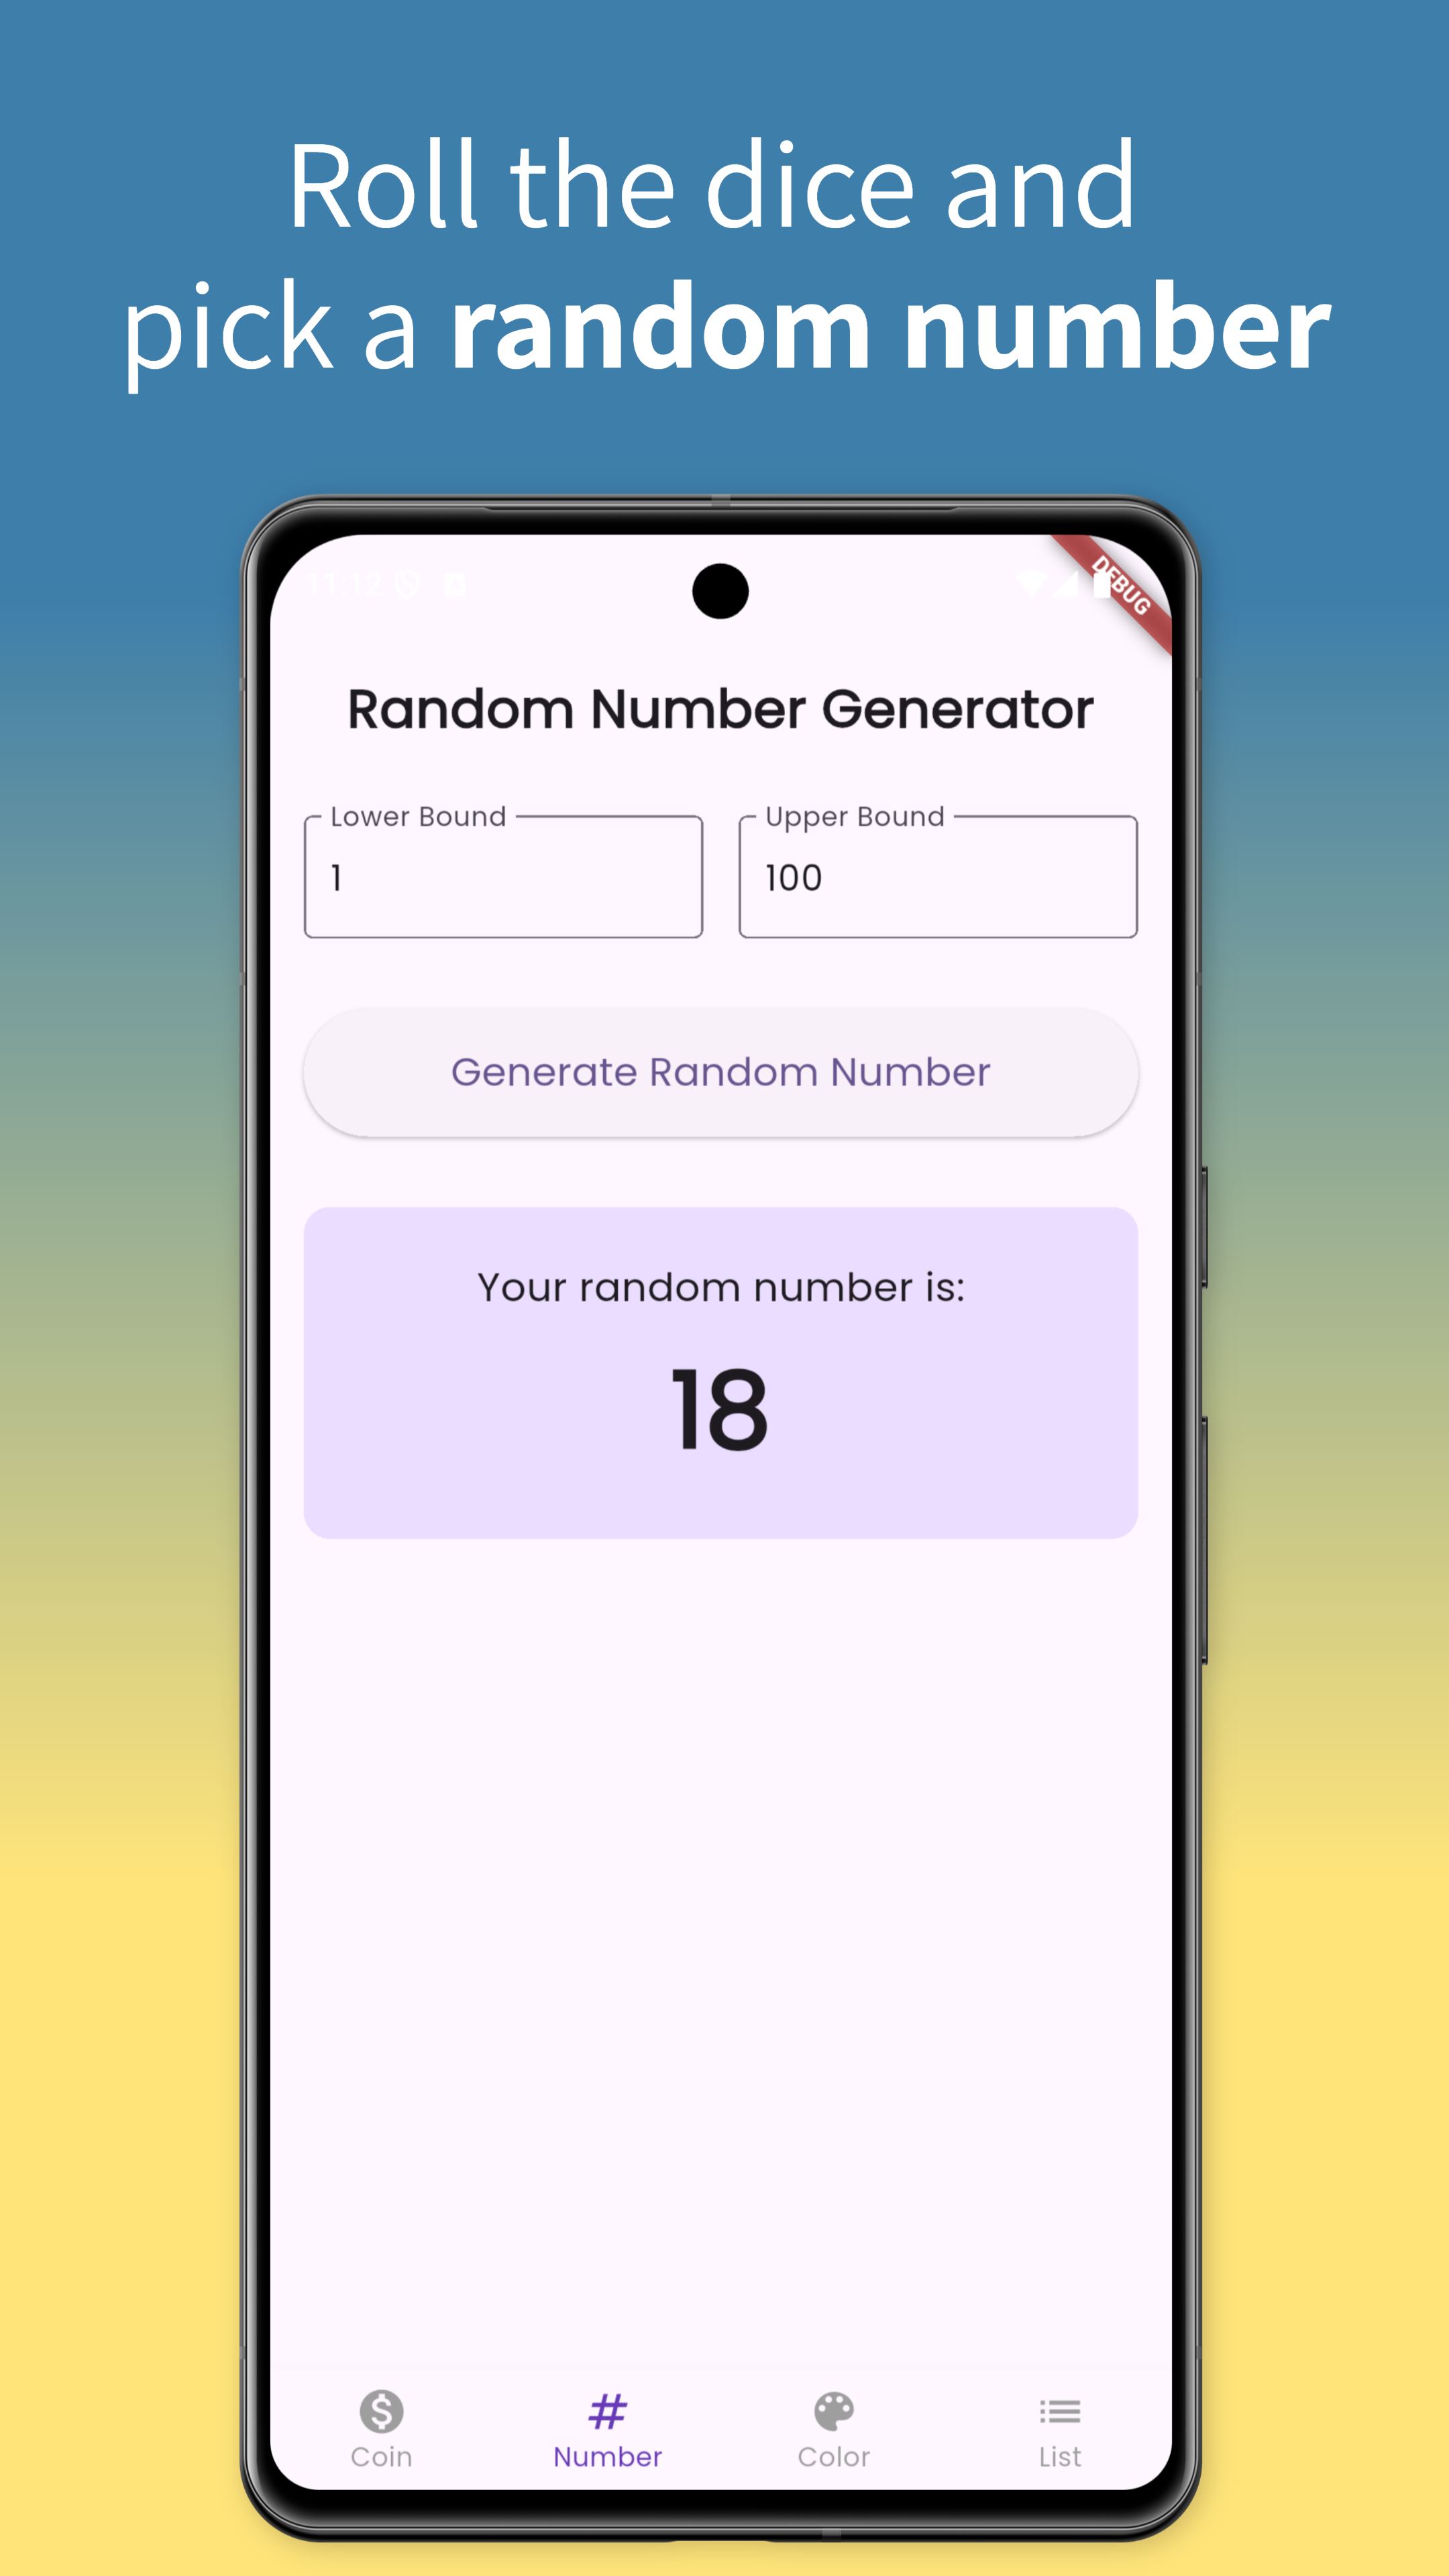 Roll the dice and
pick a random number
11:12
DEBUG
Random Number Generator
Lower Bound
Upper Bound
1
100
Generate Random Number
Your random number is:
18
Coin
Number
Color
List